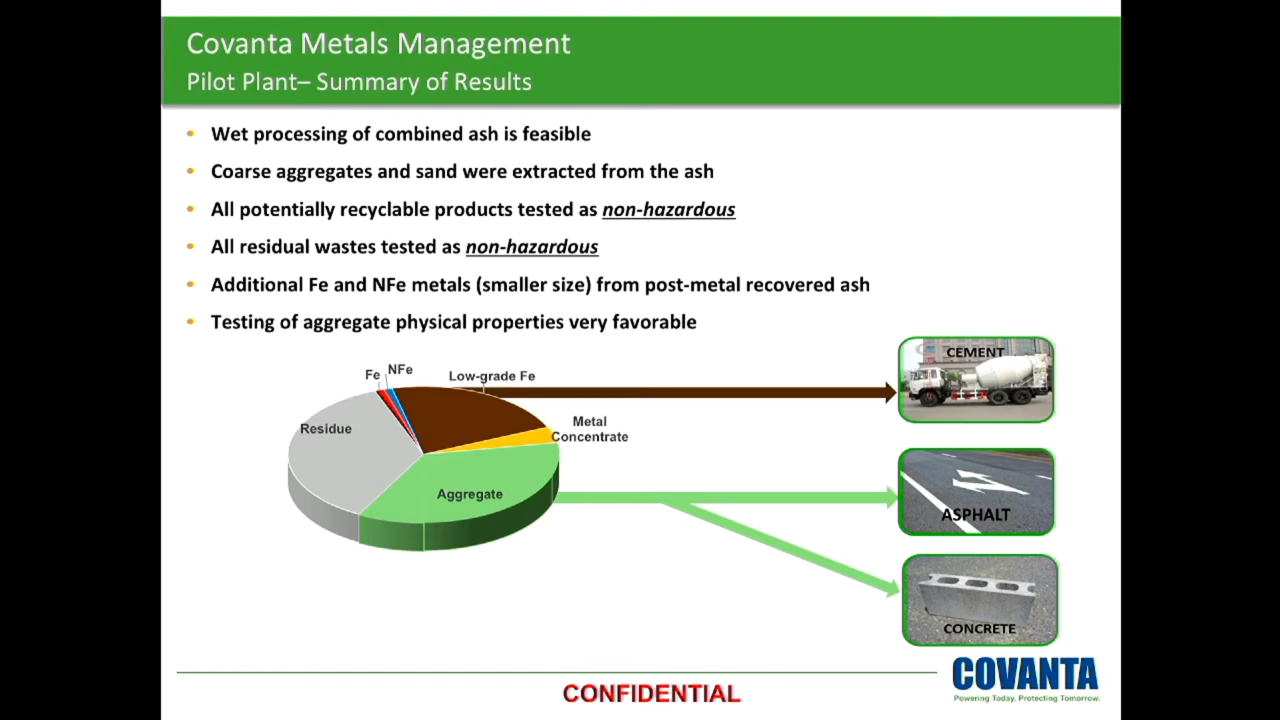 Covanta Metals Management
Pilot Plant– Summary of Results
• Wet processing of combined ash is feasible
• Coarse aggregates and sand were extracted from the ash
• All potentially recyclable products tested as non-hazardous
• All residual wastes tested as non-hazardous
• Additional Fe and NFe metals (smaller size) from post-metal recovered ash
• Testing of aggregate physical properties very favorable
Fe
NFe
Low-grade Fe
Metal
Concentrate
Residue
Aggregate
CEMENT
ASPHALT
CONCRETE
CONFIDENTIAL
COVANTA
Powering Today. Protecting Tomorrow.